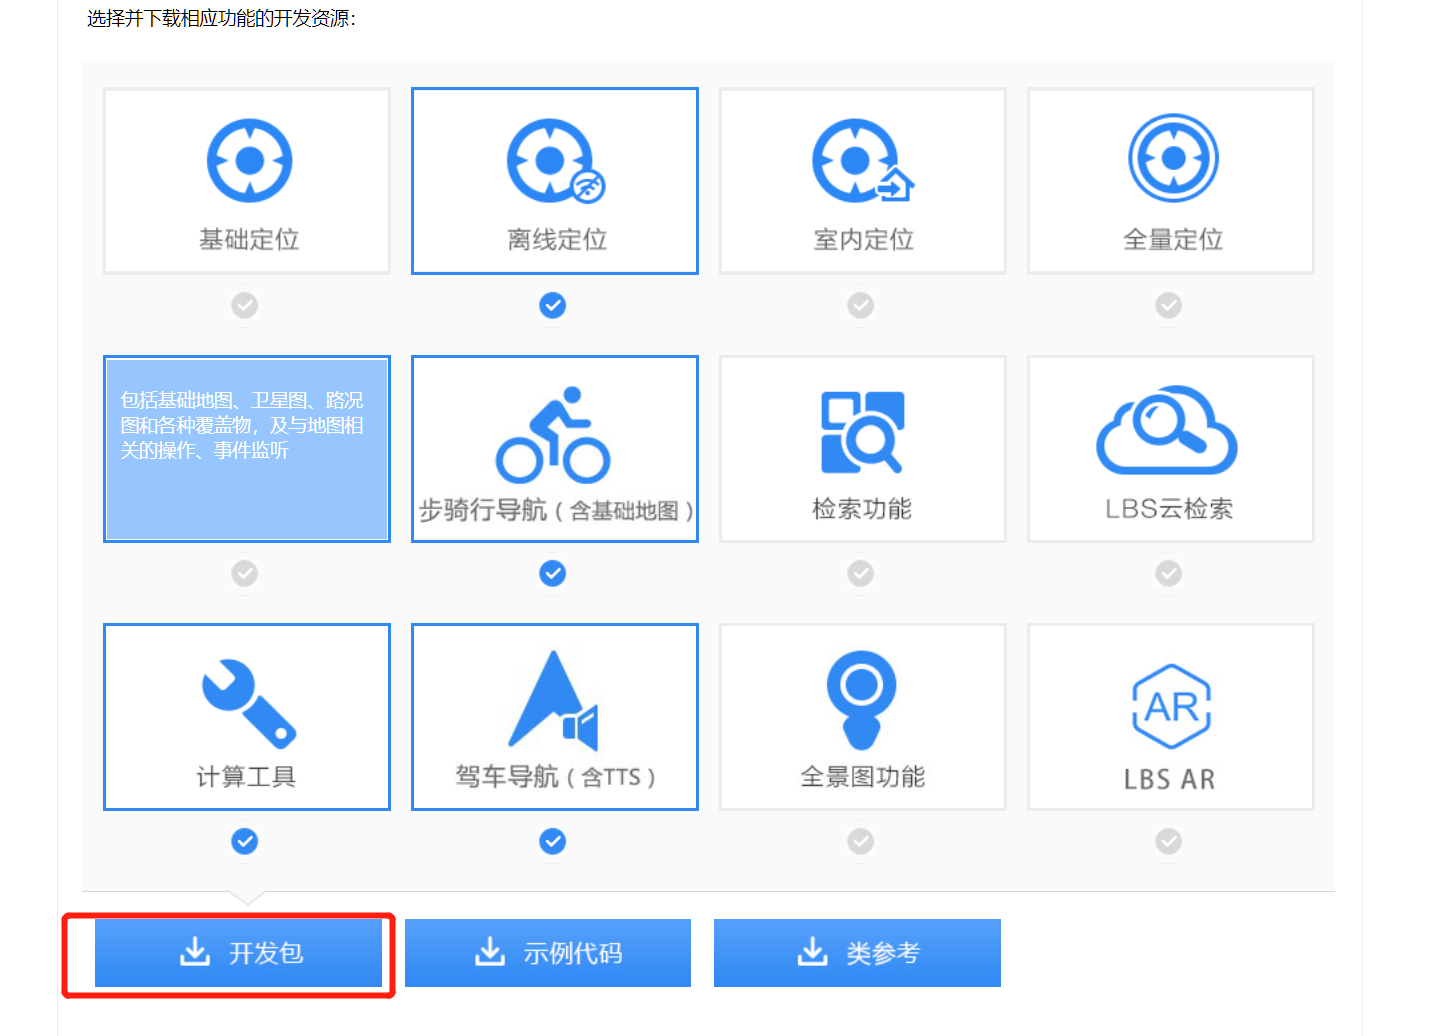 选择并下载相应功能的开发资源：
基础定位
离线定位
室内定位
全量定位
包括基础地图、卫星图、路况
图和各种覆盖物，及与地图相
关的操作、事件监听
步骑行导航（含基础地图）
检索功能
LBS云检索
计算工具
驾车导航（含TTS）
全景图功能
AR
LBS AR
开发包
示例代码
类参考